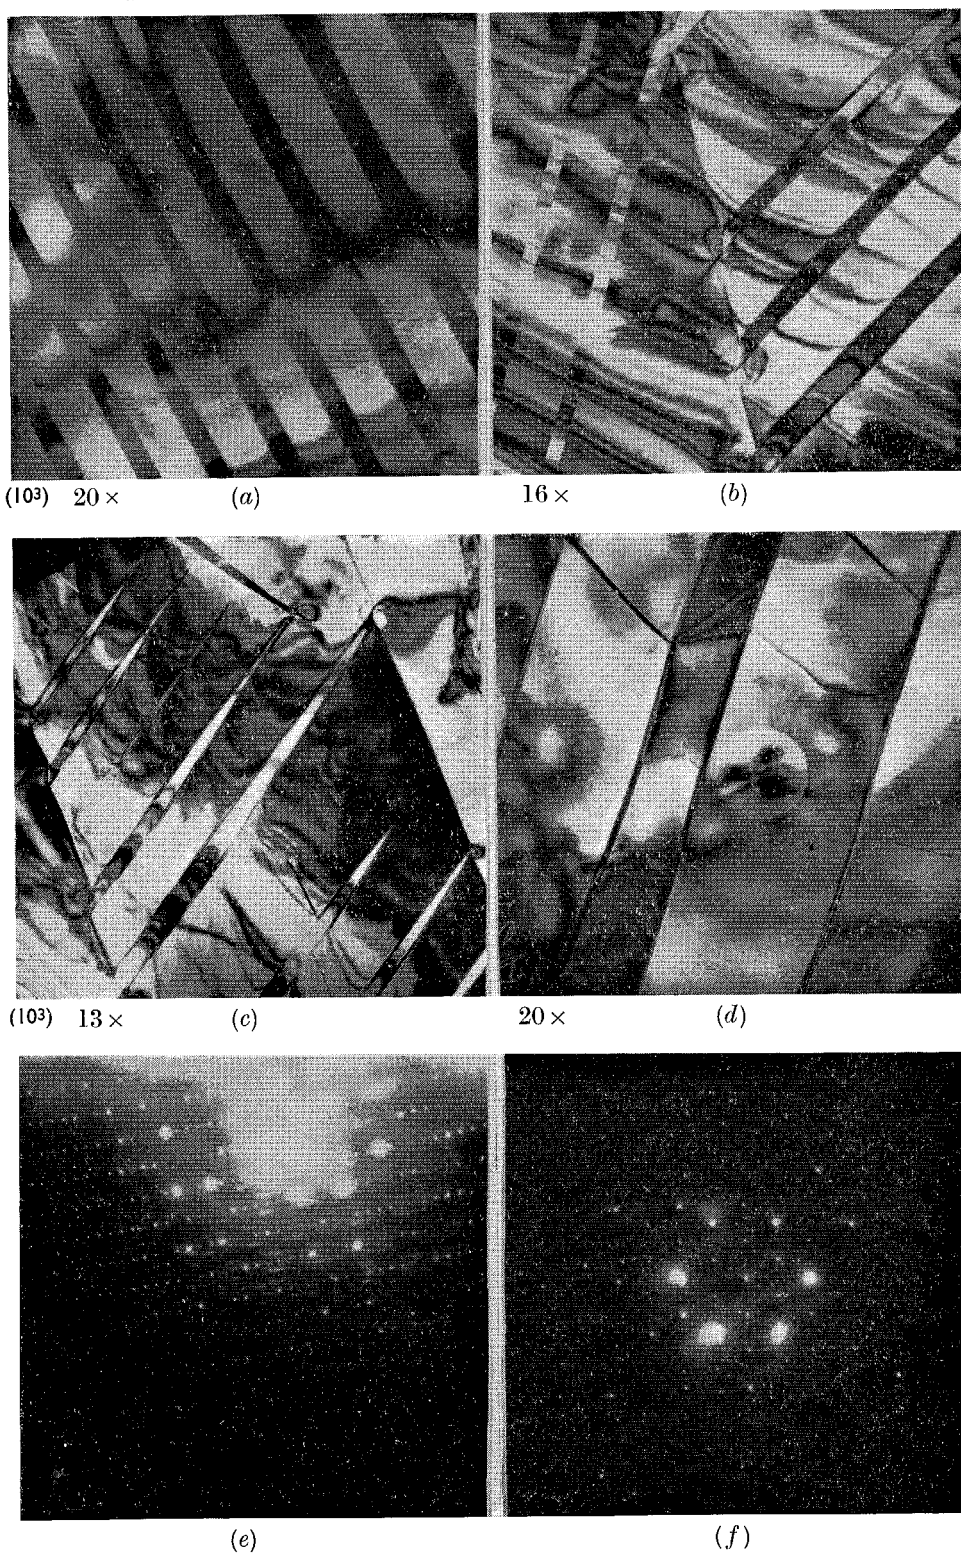 (10³) 20 × (a) 16 × (b)
(10³) 13 × (c) 20 × (d)
(e) (f)